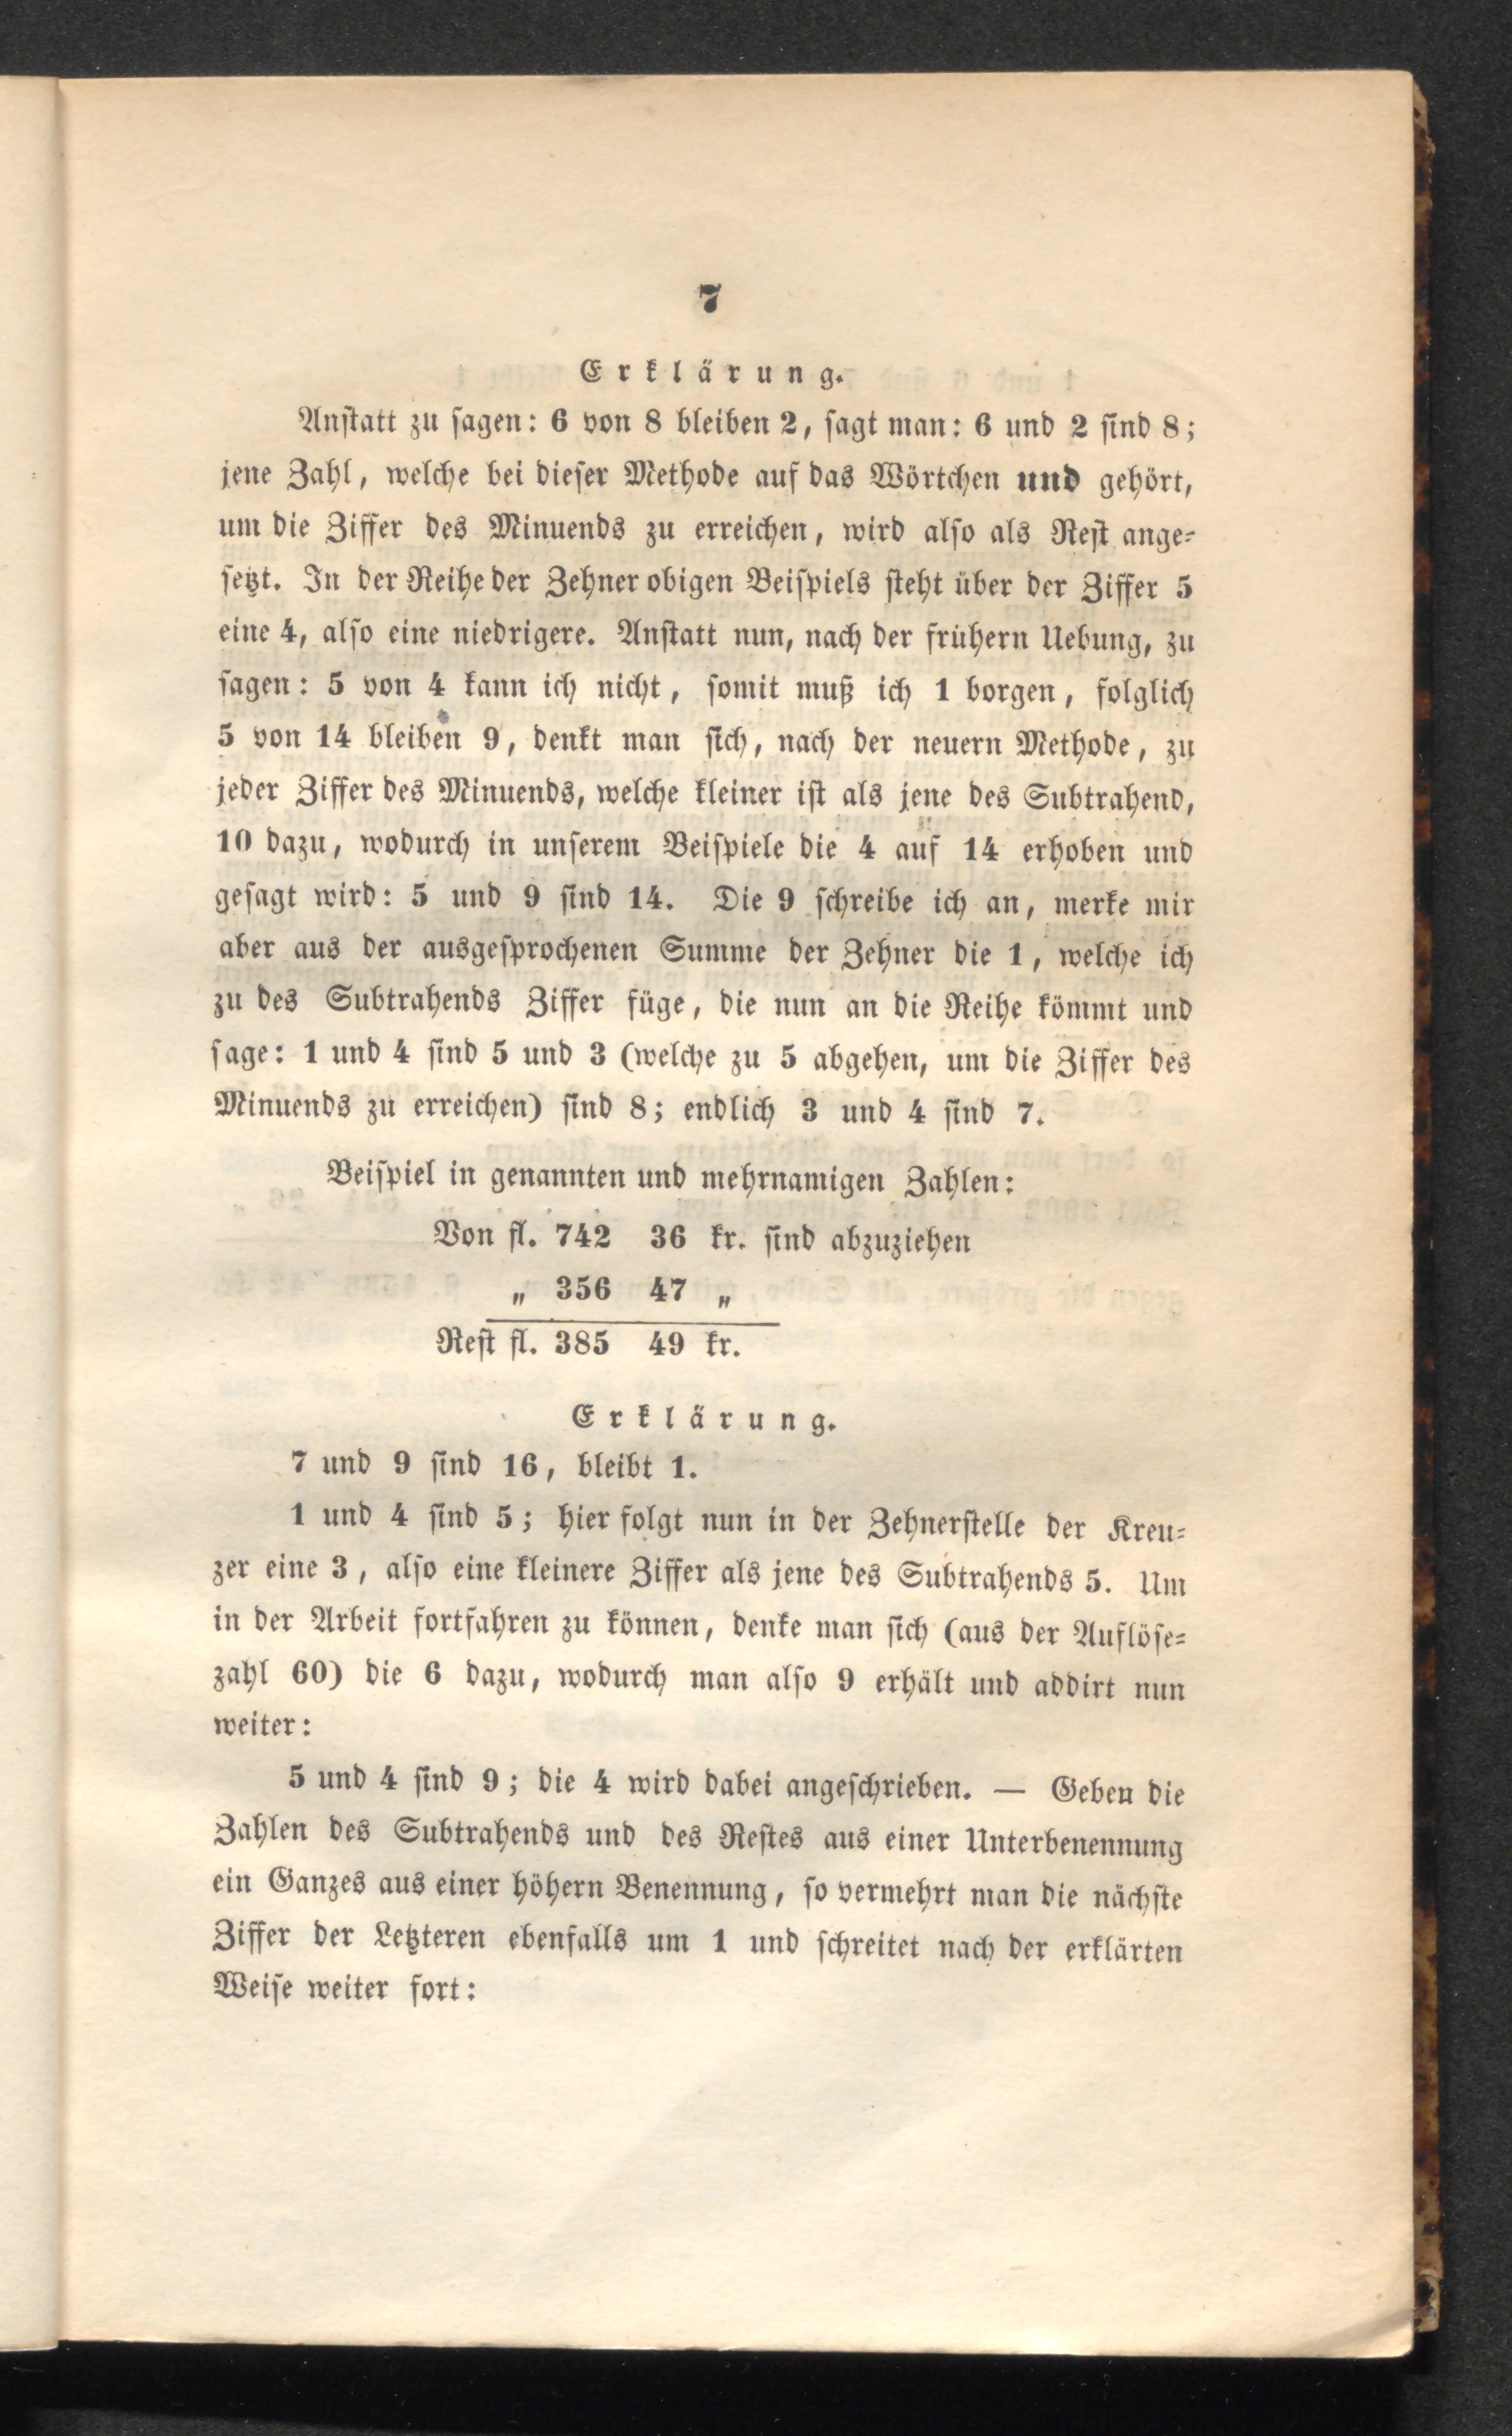 7
Erklärung.
Anstatt zu sagen: 6 von 8 bleiben 2, sagt man: 6 und 2 sind 8;
jene Zahl, welche bei dieser Methode auf das Wörtchen und gehört,
um die Ziffer des Minuends zu erreichen, wird also als Rest ange-
setzt. In der Reihe der Zehner obigen Beispiels steht über der Ziffer 5
eine 4, also eine niedrigere. Anstatt nun, nach der frühern Uebung, zu
sagen: 5 von 4 kann ich nicht, somit muß ich 1 borgen, folglich
5 von 14 bleiben 9, denkt man sich, nach der neuern Methode, zu
jeder Ziffer des Minuends, welche kleiner ist als jene des Subtrahend,
10 dazu, wodurch in unserem Beispiele die 4 auf 14 erhoben und
gesagt wird: 5 und 9 sind 14. Die 9 schreibe ich an, merke mir
aber aus der ausgesprochenen Summe der Zehner die 1, welche ich
zu des Subtrahends Ziffer füge, die nun an die Reihe kömmt und
sage: 1 und 4 sind 5 und 3 (welche zu 5 abgehen, um die Ziffer des
Minuends zu erreichen) sind 8; endlich 3 und 4 sind 7.
Beispiel in genannten und mehrnamigen Zahlen:
Von fl. 742 36 kr. sind abzuziehen
„ 356 47 „
Rest fl. 385 49 kr.
Erklärung.
7 und 9 sind 16, bleibt 1.
1 und 4 sind 5; hier folgt nun in der Zehnerstelle der Kreu-
zer eine 3, also eine kleinere Ziffer als jene des Subtrahends 5. Um
in der Arbeit fortfahren zu können, denke man sich (aus der Auflöse-
zahl 60) die 6 dazu, wodurch man also 9 erhält und addirt nun
weiter:
5 und 4 sind 9; die 4 wird dabei angeschrieben. — Geben die
Zahlen des Subtrahends und des Restes aus einer Unterbenennung
ein Ganzes aus einer höhern Benennung, so vermehrt man die nächste
Ziffer der Letzteren ebenfalls um 1 und schreitet nach der erklärten
Weise weiter fort: